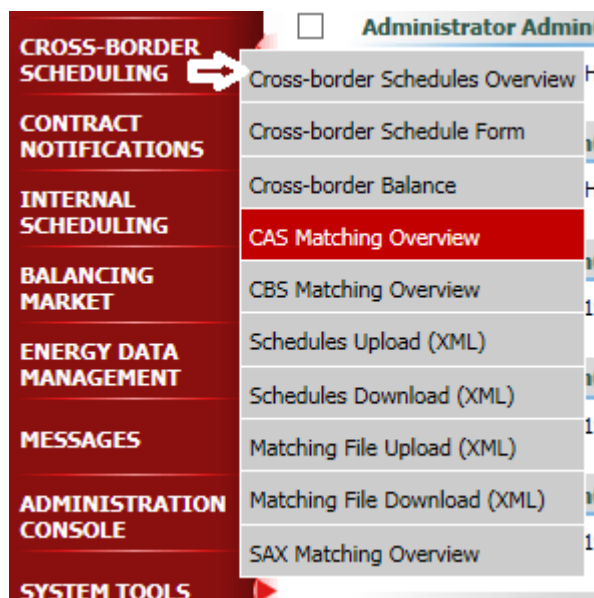 Administrator Admin
CROSS-BORDER
SCHEDULING
CONTRACT
NOTIFICATIONS
INTERNAL
SCHEDULING
BALANCING
MARKET
ENERGY DATA
MANAGEMENT
MESSAGES
ADMINISTRATION
CONSOLE
SYSTEM TOOLS
Cross-border Schedules Overview
Cross-border Schedule Form
Cross-border Balance
CAS Matching Overview
CBS Matching Overview
Schedules Upload (XML)
Schedules Download (XML)
Matching File Upload (XML)
Matching File Download (XML)
SAX Matching Overview